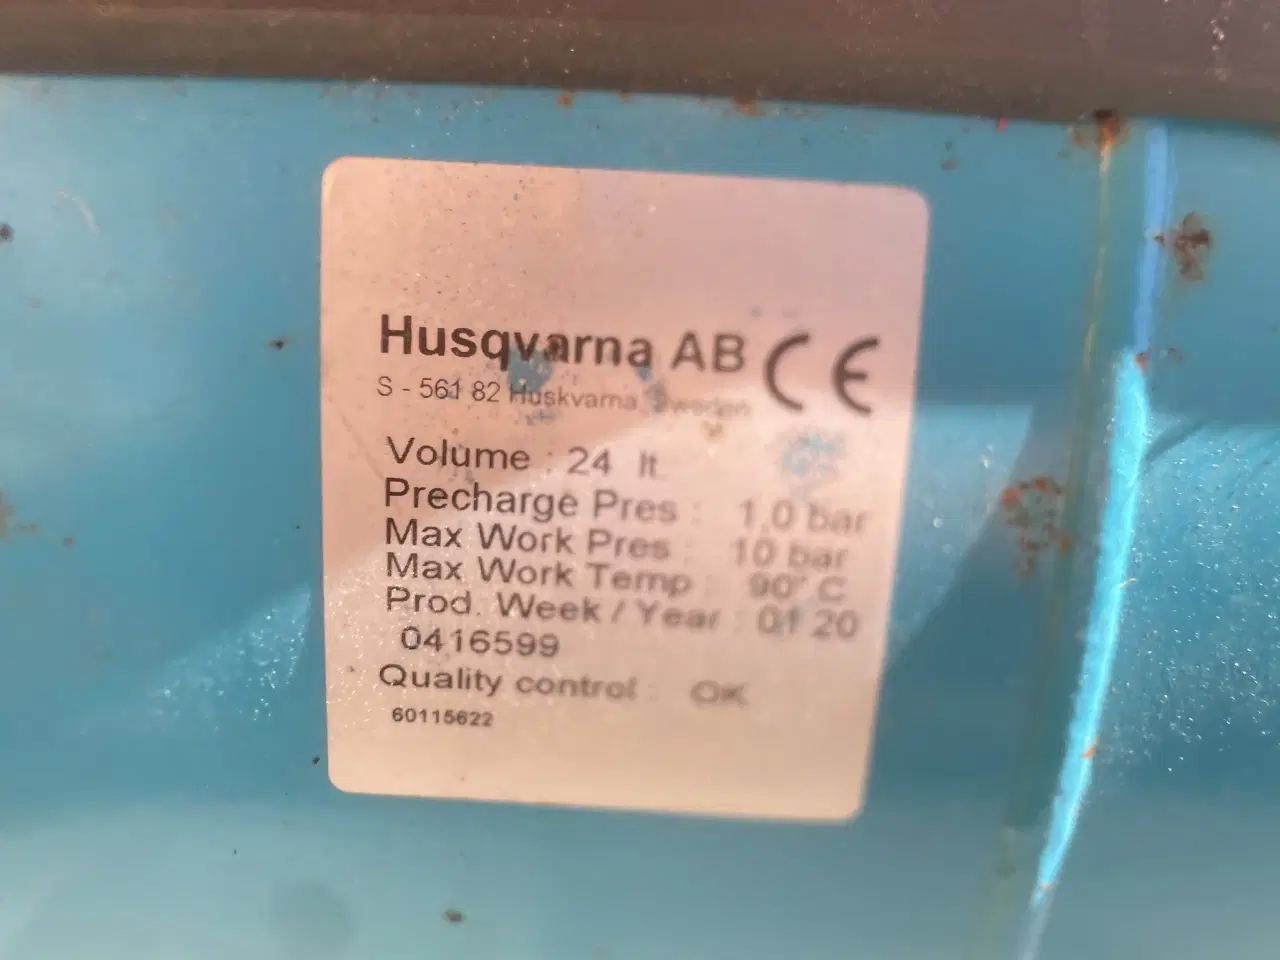 Husqvarna AB CE
S - 561 82 Huskvarna, Sweden
Volume : 24 lt.
Precharge Pres : 1,0 bar
Max Work Pres : 10 bar
Max Work Temp : 90° C
Prod. Week / Year : 01 20
0416599
Quality control : OK
60115622